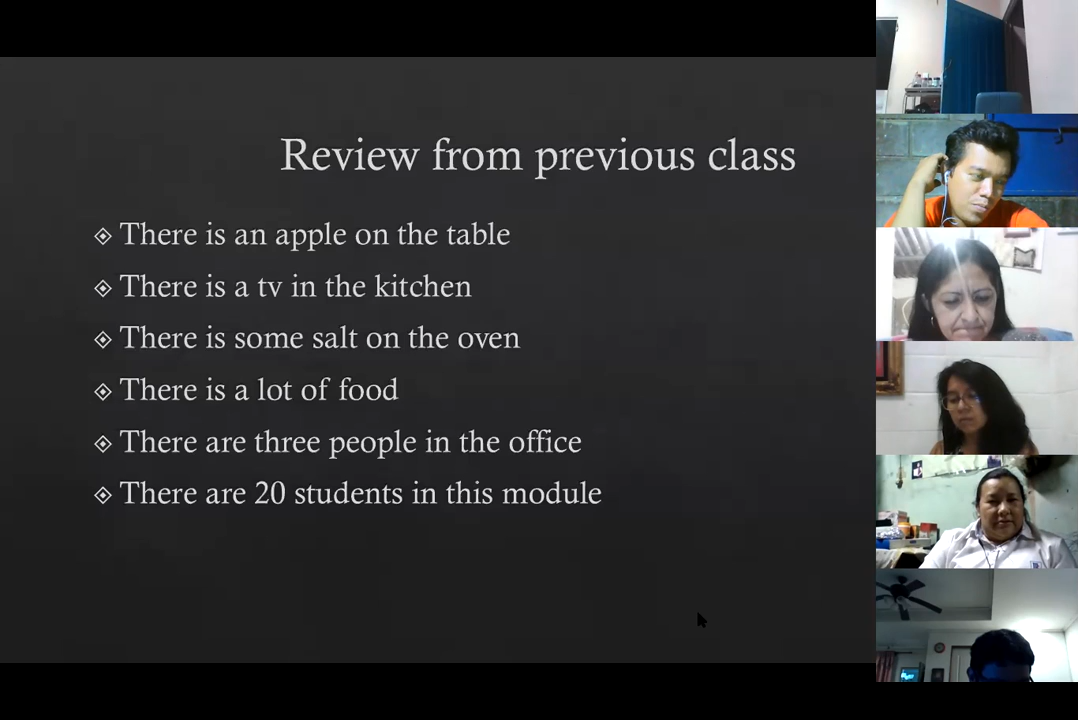 Review from previous class
There is an apple on the table
There is a tv in the kitchen
There is some salt on the oven
There is a lot of food
There are three people in the office
There are 20 students in this module